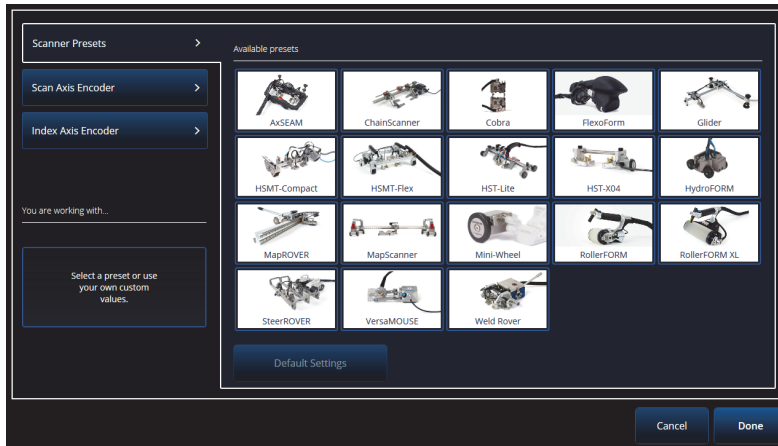 Scanner Presets
Scan Axis Encoder
Index Axis Encoder
You are working with...
Select a preset or use
your own custom
values.
Available presets
AxSEAM
ChainScanner
Cobra
FlexoForm
Glider
HSMT-Compact
HSMT-Flex
HST-Lite
HST-X04
HydroFORM
MapROVER
MapScanner
Mini-Wheel
RollerFORM
RollerFORM XL
SteerROVER
VersaMOUSE
Weld Rover
Default Settings
Cancel
Done